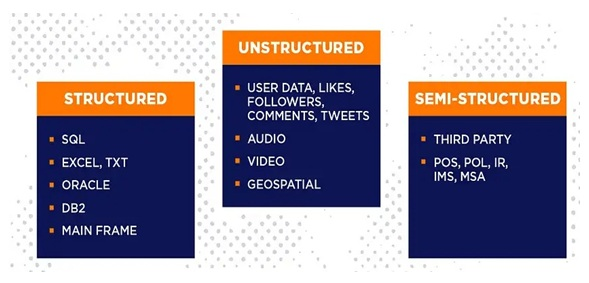 STRUCTURED
SQL
EXCEL, TXT
ORACLE
DB2
MAIN FRAME
UNSTRUCTURED
USER DATA, LIKES,
FOLLOWERS,
COMMENTS, TWEETS
AUDIO
VIDEO
GEOSPATIAL
SEMI-STRUCTURED
THIRD PARTY
POS, POL, IR,
IMS, MSA